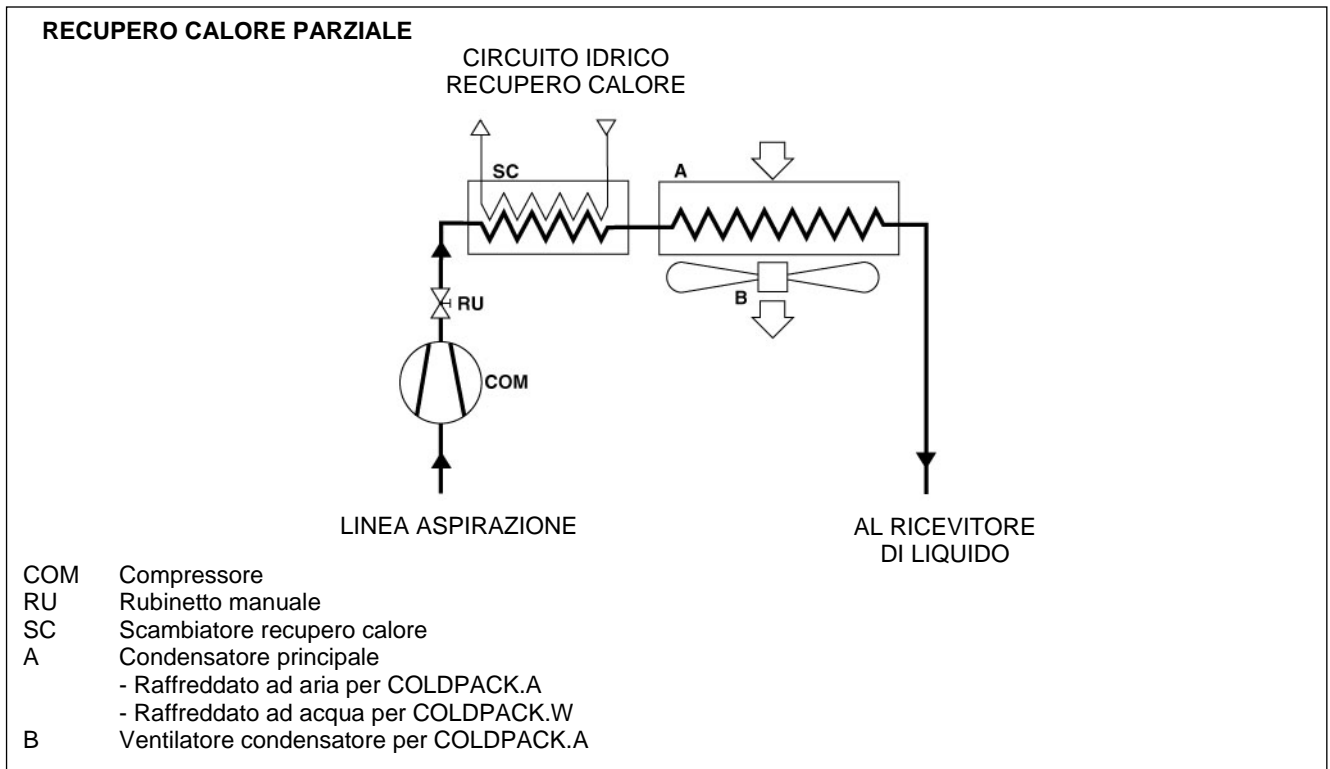 RECUPERO CALORE PARZIALE
CIRCUITO IDRICO
RECUPERO CALORE
SC
A
B
RU
COM
LINEA ASPIRAZIONE
AL RICEVITORE
DI LIQUIDO
COM Compressore
RU Rubinetto manuale
SC Scambiatore recupero calore
A Condensatore principale
- Raffreddato ad aria per COLDPACK.A
- Raffreddato ad acqua per COLDPACK.W
B Ventilatore condensatore per COLDPACK.A